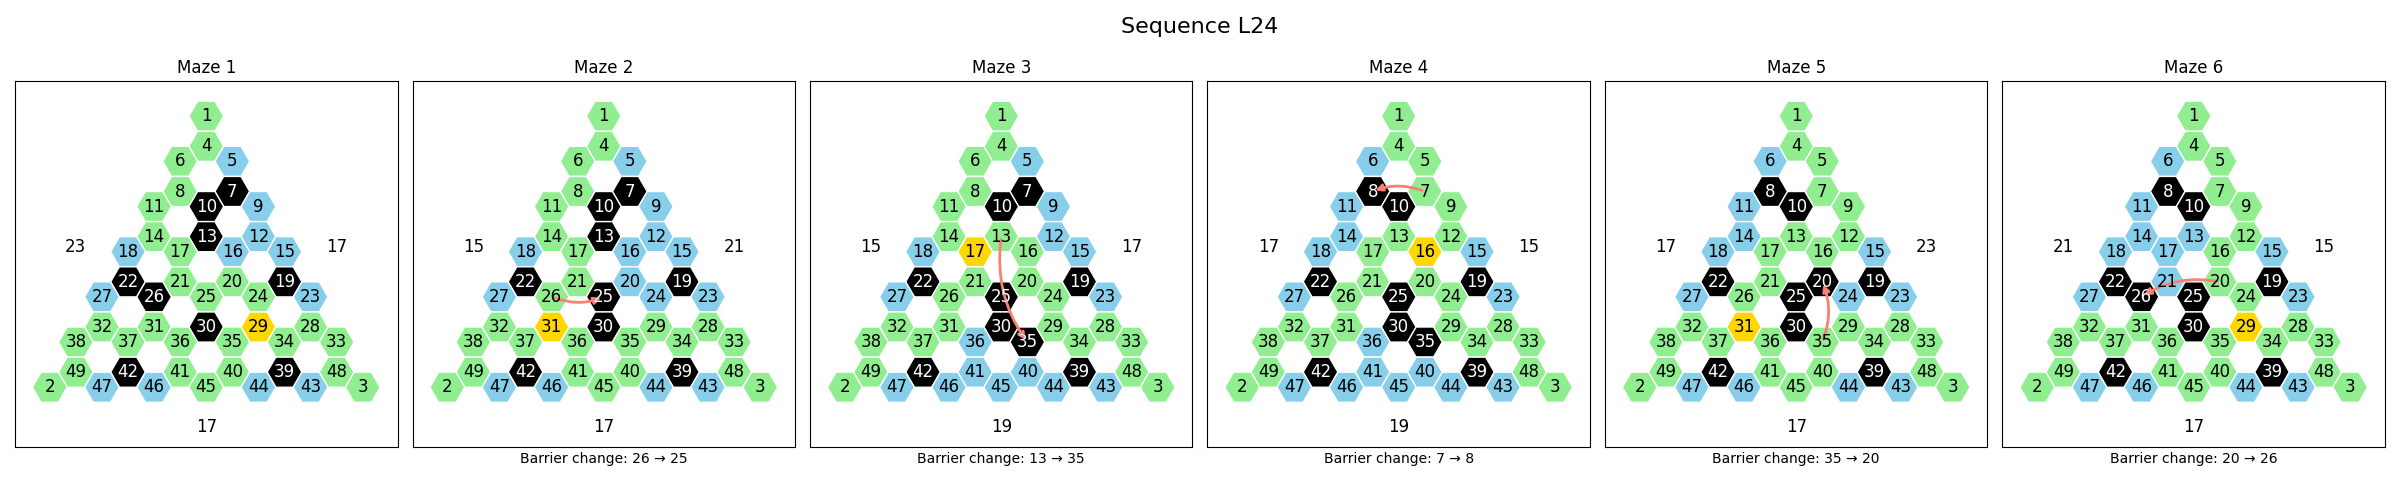 Sequence L24
Maze 1 Maze 2 Maze 3 Maze 4 Maze 5 Maze 6
1 1 1 1 1 1
4 4 4 4 4 4
6 5 6 5 6 5 6 5 6 5 6 5
8 7 8 7 8 7 8 7 8 7 8 7
11 10 9 11 10 9 11 10 9 11 10 9 11 10 9 11 10 9
14 13 12 14 13 12 14 13 12 14 13 12 14 13 12 14 13 12
23 17 15 21 15 17 17 15 17 23 21 15
18 17 16 15 18 17 16 15 18 17 16 15 18 17 16 15 18 17 16 15 18 17 16 15
22 21 20 19 22 21 20 19 22 21 20 19 22 21 20 19 22 21 20 19 22 21 20 19
27 26 25 24 23 27 26 25 24 23 27 26 25 24 23 27 26 25 24 23 27 26 25 24 23 27 26 25 24 23
32 31 30 29 28 32 31 30 29 28 32 31 30 29 28 32 31 30 29 28 32 31 30 29 28 32 31 30 29 28
38 37 36 35 34 33 38 37 36 35 34 33 38 37 36 35 34 33 38 37 36 35 34 33 38 37 36 35 34 33 38 37 36 35 34 33
49 42 41 40 39 48 49 42 41 40 39 48 49 42 41 40 39 48 49 42 41 40 39 48 49 42 41 40 39 48 49 42 41 40 39 48
2 47 46 45 44 43 3 2 47 46 45 44 43 3 2 47 46 45 44 43 3 2 47 46 45 44 43 3 2 47 46 45 44 43 3 2 47 46 45 44 43 3
17 17 19 19 17 17
Barrier change: 26 → 25 Barrier change: 13 → 35 Barrier change: 7 → 8 Barrier change: 35 → 20 Barrier change: 20 → 26